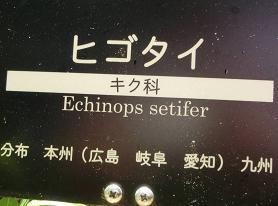 ヒゴタイ
キク科
Echinops setifer
分布 本州（広島 岐阜 愛知） 九州